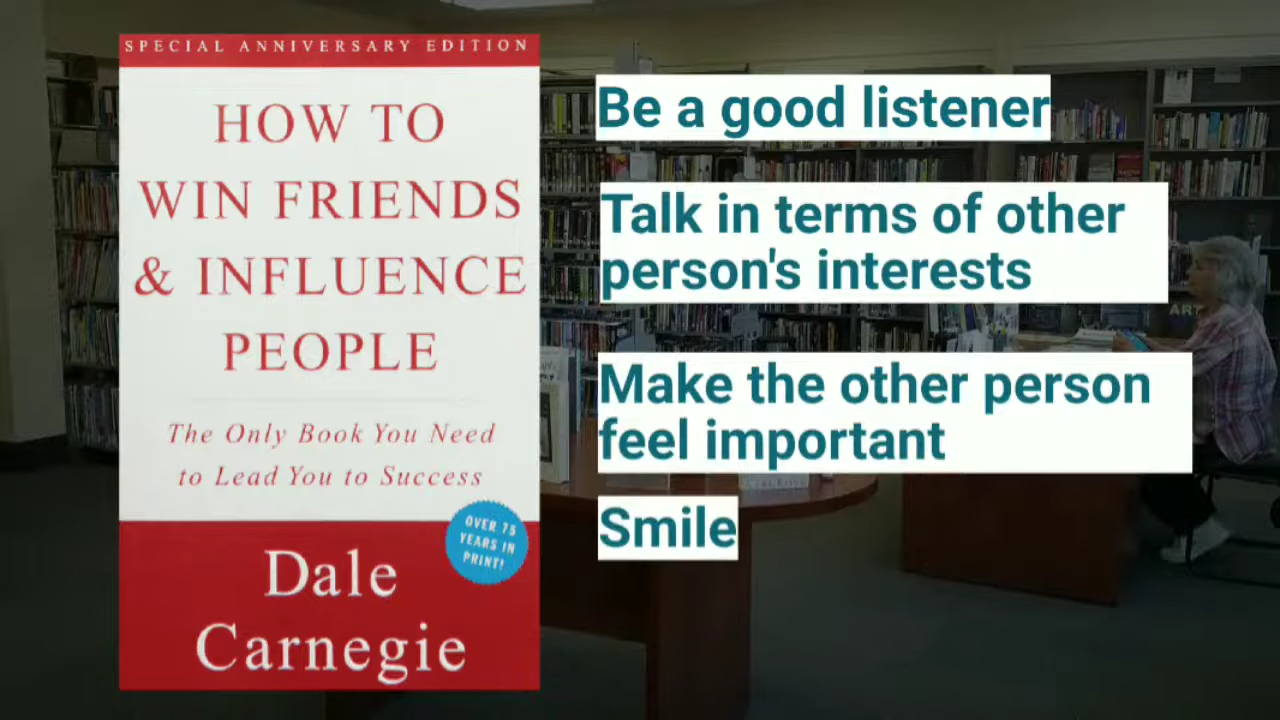 SPECIAL ANNIVERSARY EDITION
HOW TO
WIN FRIENDS
& INFLUENCE
PEOPLE
The Only Book You Need
to Lead You to Success
OVER 75
YEARS IN
PRINT!
Dale
Carnegie
Be a good listener
Talk in terms of other
person's interests
Make the other person
feel important
Smile
ART